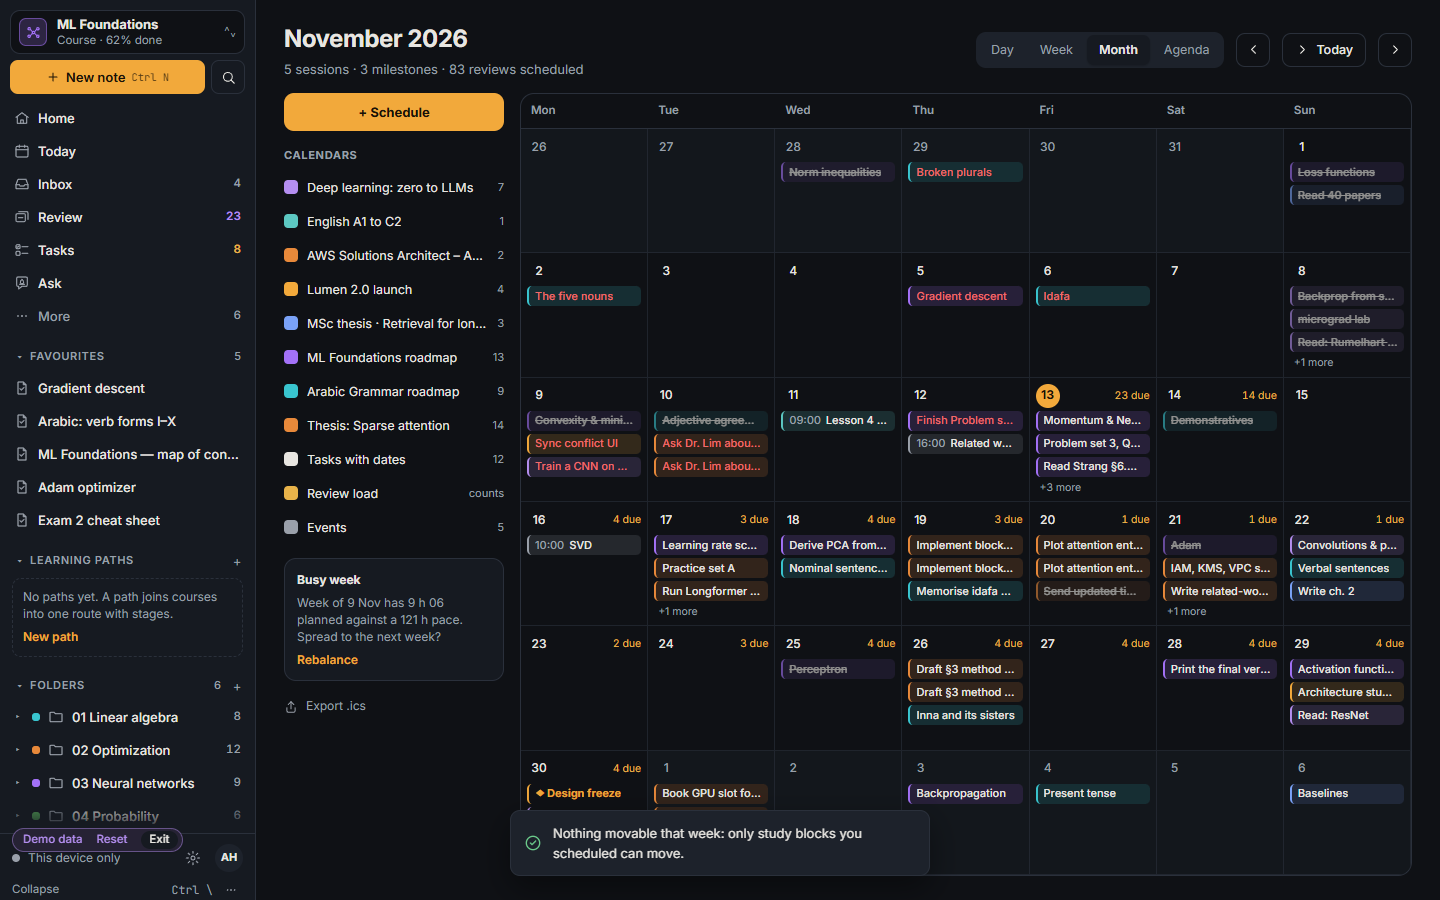 ML Foundations
Course · 62% done
+ New note Ctrl N
Home
Today
Inbox 4
Review 23
Tasks 8
Ask
More 6
FAVOURITES 5
Gradient descent
Arabic: verb forms I–X
ML Foundations — map of con...
Adam optimizer
Exam 2 cheat sheet
LEARNING PATHS +
No paths yet. A path joins courses
into one route with stages.
New path
FOLDERS 6 +
01 Linear algebra 8
02 Optimization 12
03 Neural networks 9
04 Probability 6
Demo data Reset Exit
This device only AH
Collapse Ctrl \ ...
November 2026
5 sessions · 3 milestones · 83 reviews scheduled
Day Week Month Agenda
Today
+ Schedule
CALENDARS
Deep learning: zero to LLMs 7
English A1 to C2 1
AWS Solutions Architect – A... 2
Lumen 2.0 launch 4
MSc thesis · Retrieval for lon... 3
ML Foundations roadmap 13
Arabic Grammar roadmap 9
Thesis: Sparse attention 14
Tasks with dates 12
Review load counts
Events 5
Busy week
Week of 9 Nov has 9 h 06
planned against a 121 h pace.
Spread to the next week?
Rebalance
Export .ics
Mon Tue Wed Thu Fri Sat Sun
26 27 28 29 30 31 1
Norm inequalities
Broken plurals
Loss functions
Read 40 papers
2 3 4 5 6 7 8
The five nouns
Gradient descent
Idafa
Backprop from s...
micrograd lab
Read: Rumelhart ...
+1 more
9 10 11 12 13 23 due 14 14 due 15
Convexity & mini...
Sync conflict UI
Train a CNN on ...
Adjective agree...
Ask Dr. Lim abou...
Ask Dr. Lim abou...
09:00 Lesson 4 ...
Finish Problem s...
16:00 Related w...
Momentum & Ne...
Problem set 3, Q...
Read Strang §6....
+3 more
Demonstratives
16 4 due 17 3 due 18 4 due 19 3 due 20 1 due 21 1 due 22 1 due
10:00 SVD
Learning rate sc...
Practice set A
Run Longformer ...
+1 more
Derive PCA from...
Nominal sentenc...
Implement block...
Implement block...
Memorise idafa ...
Plot attention ent...
Plot attention ent...
Send updated ti...
Adam
IAM, KMS, VPC s...
Write related-wo...
+1 more
Convolutions & p...
Verbal sentences
Write ch. 2
23 2 due 24 3 due 25 4 due 26 4 due 27 4 due 28 4 due 29 4 due
Perceptron
Draft §3 method ...
Draft §3 method ...
Inna and its sisters
Print the final ver...
Activation functi...
Architecture stu...
Read: ResNet
30 4 due 1 2 3 4 5 6
Design freeze
Book GPU slot fo...
Backpropagation
Present tense
Baselines
Nothing movable that week: only study blocks you
scheduled can move.